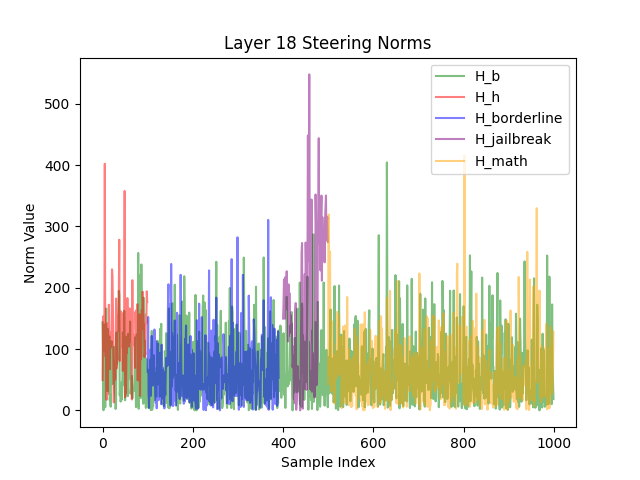 Layer 18 Steering Norms
Norm Value
500
400
300
200
100
0
H_b
H_h
H_borderline
H_jailbreak
H_math
0
200
400
600
800
1000
Sample Index